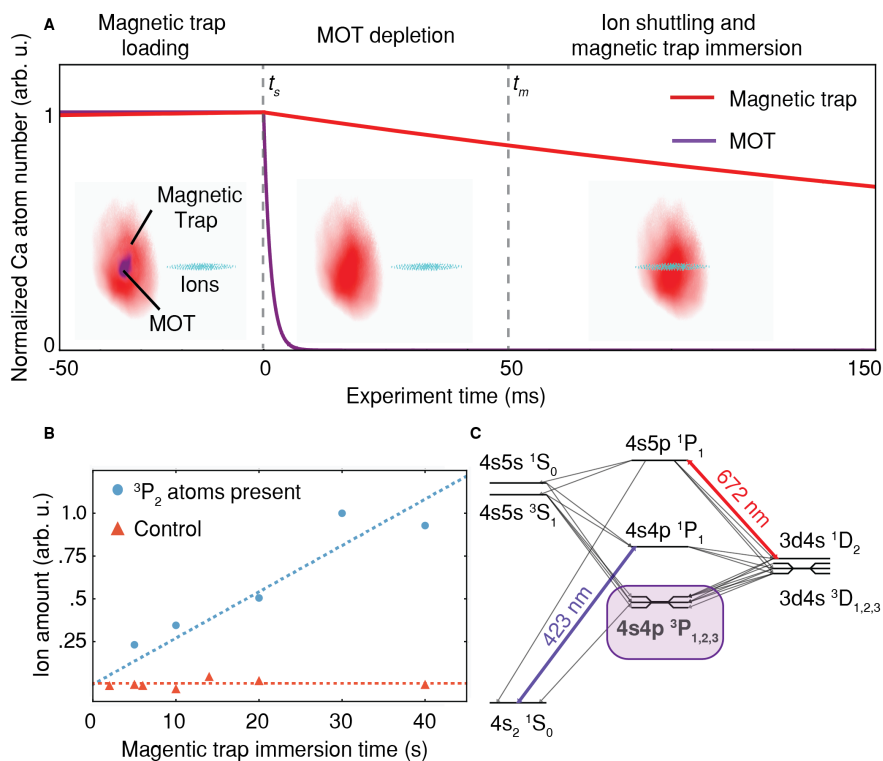 A
Magnetic trap
loading
MOT depletion
Ion shuttling and
magnetic trap immersion
Normalized Ca atom number (arb. u.)
1
0
tₛ
tₘ
Magnetic trap
MOT
Magnetic
Trap
Ions
MOT
-50
0
50
150
Experiment time (ms)
B
Ion amount (arb. u.)
³P₂ atoms present
Control
1.0
.75
.5
.25
0
10
20
30
40
Magentic trap immersion time (s)
C
4s5p ¹P₁
4s5s ¹S₀
4s5s ³S₁
672 nm
4s4p ¹P₁
3d4s ¹D₂
3d4s ³D₁,₂,₃
423 nm
4s4p ³P₁,₂,₃
4s₂ ¹S₀